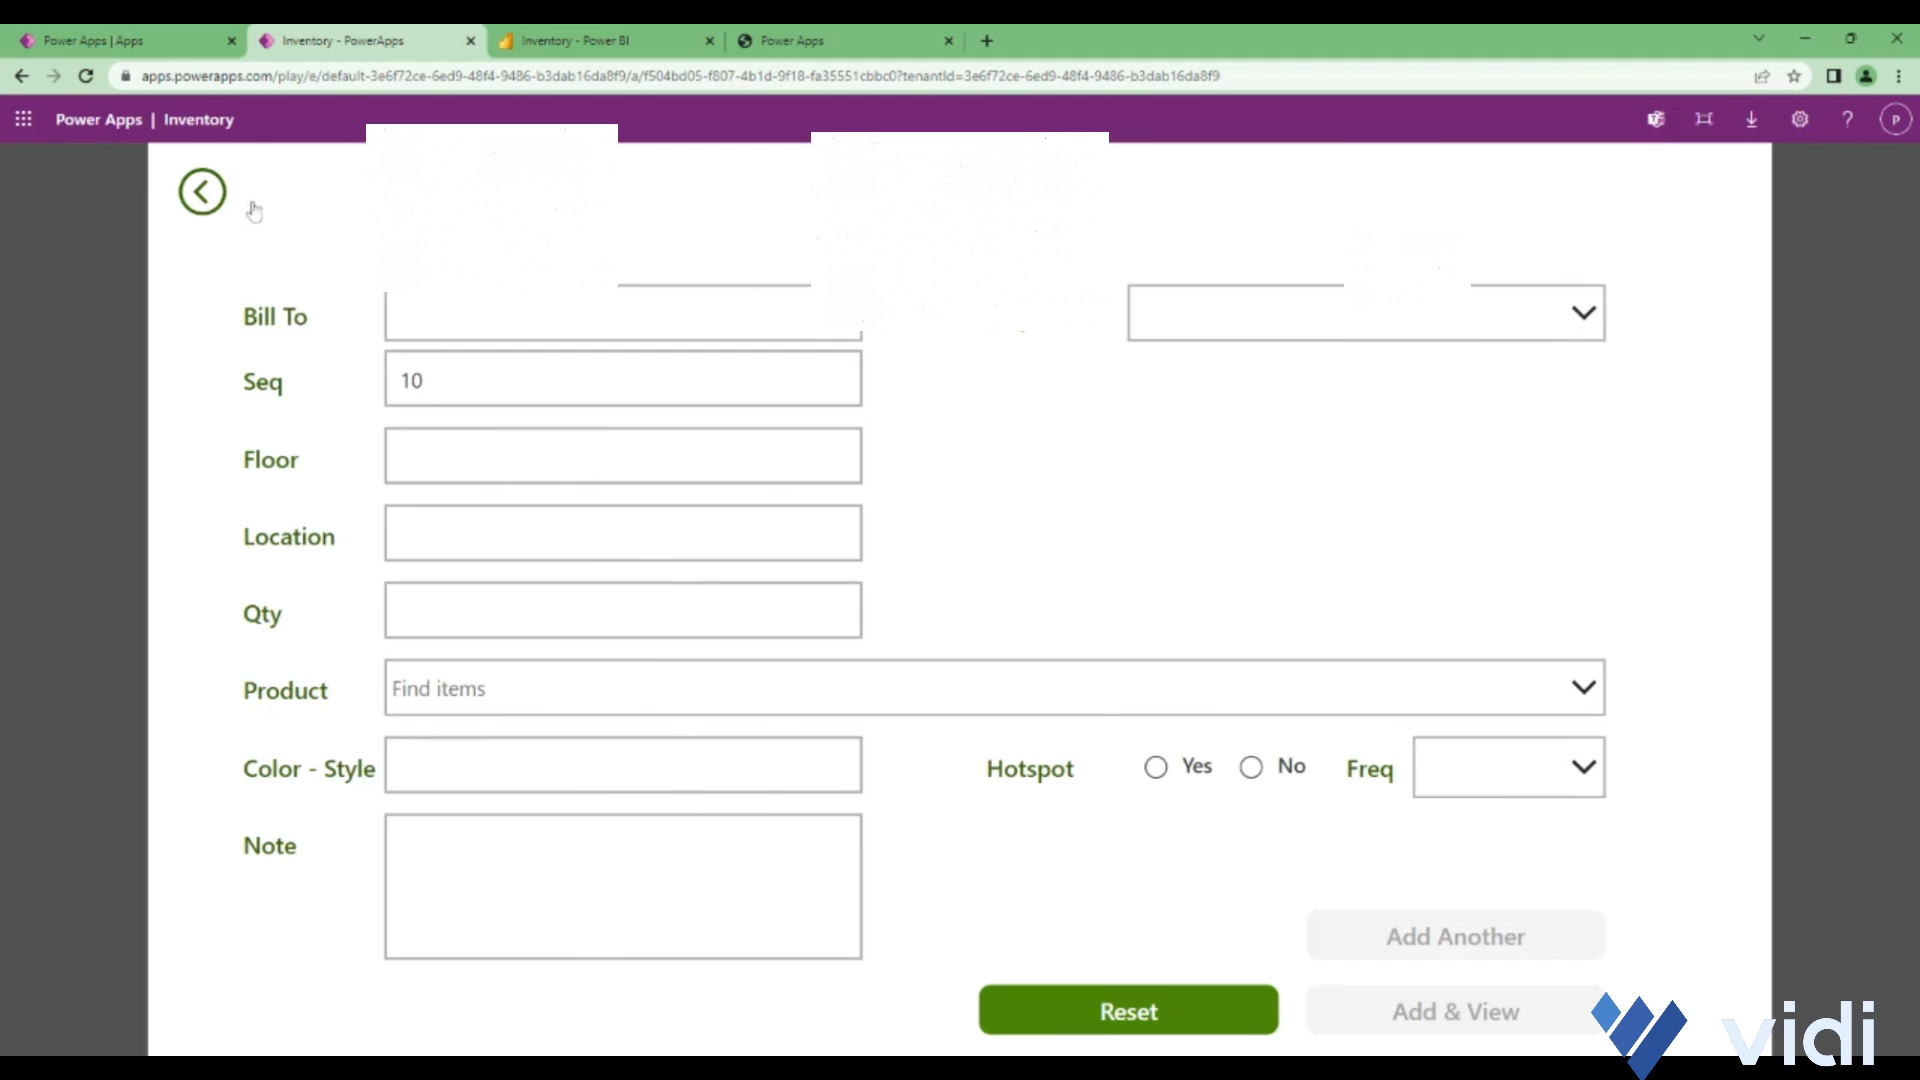 Power Apps | Apps
Inventory - PowerApps
Inventory - Power BI
Power Apps
apps.powerapps.com/play/e/default-3e6f72ce-6ed9-48f4-9486-b3dab16da8f9/a/f504bd05-f807-4b1d-9f18-fa35551cbbc0?tenantId=3e6f72ce-6ed9-48f4-9486-b3dab16da8f9
Power Apps | Inventory
P
Bill To
Seq 10
Floor
Location
Qty
Product Find items
Color - Style
Hotspot Yes No Freq
Note
Add Another
Reset Add & View
vidi